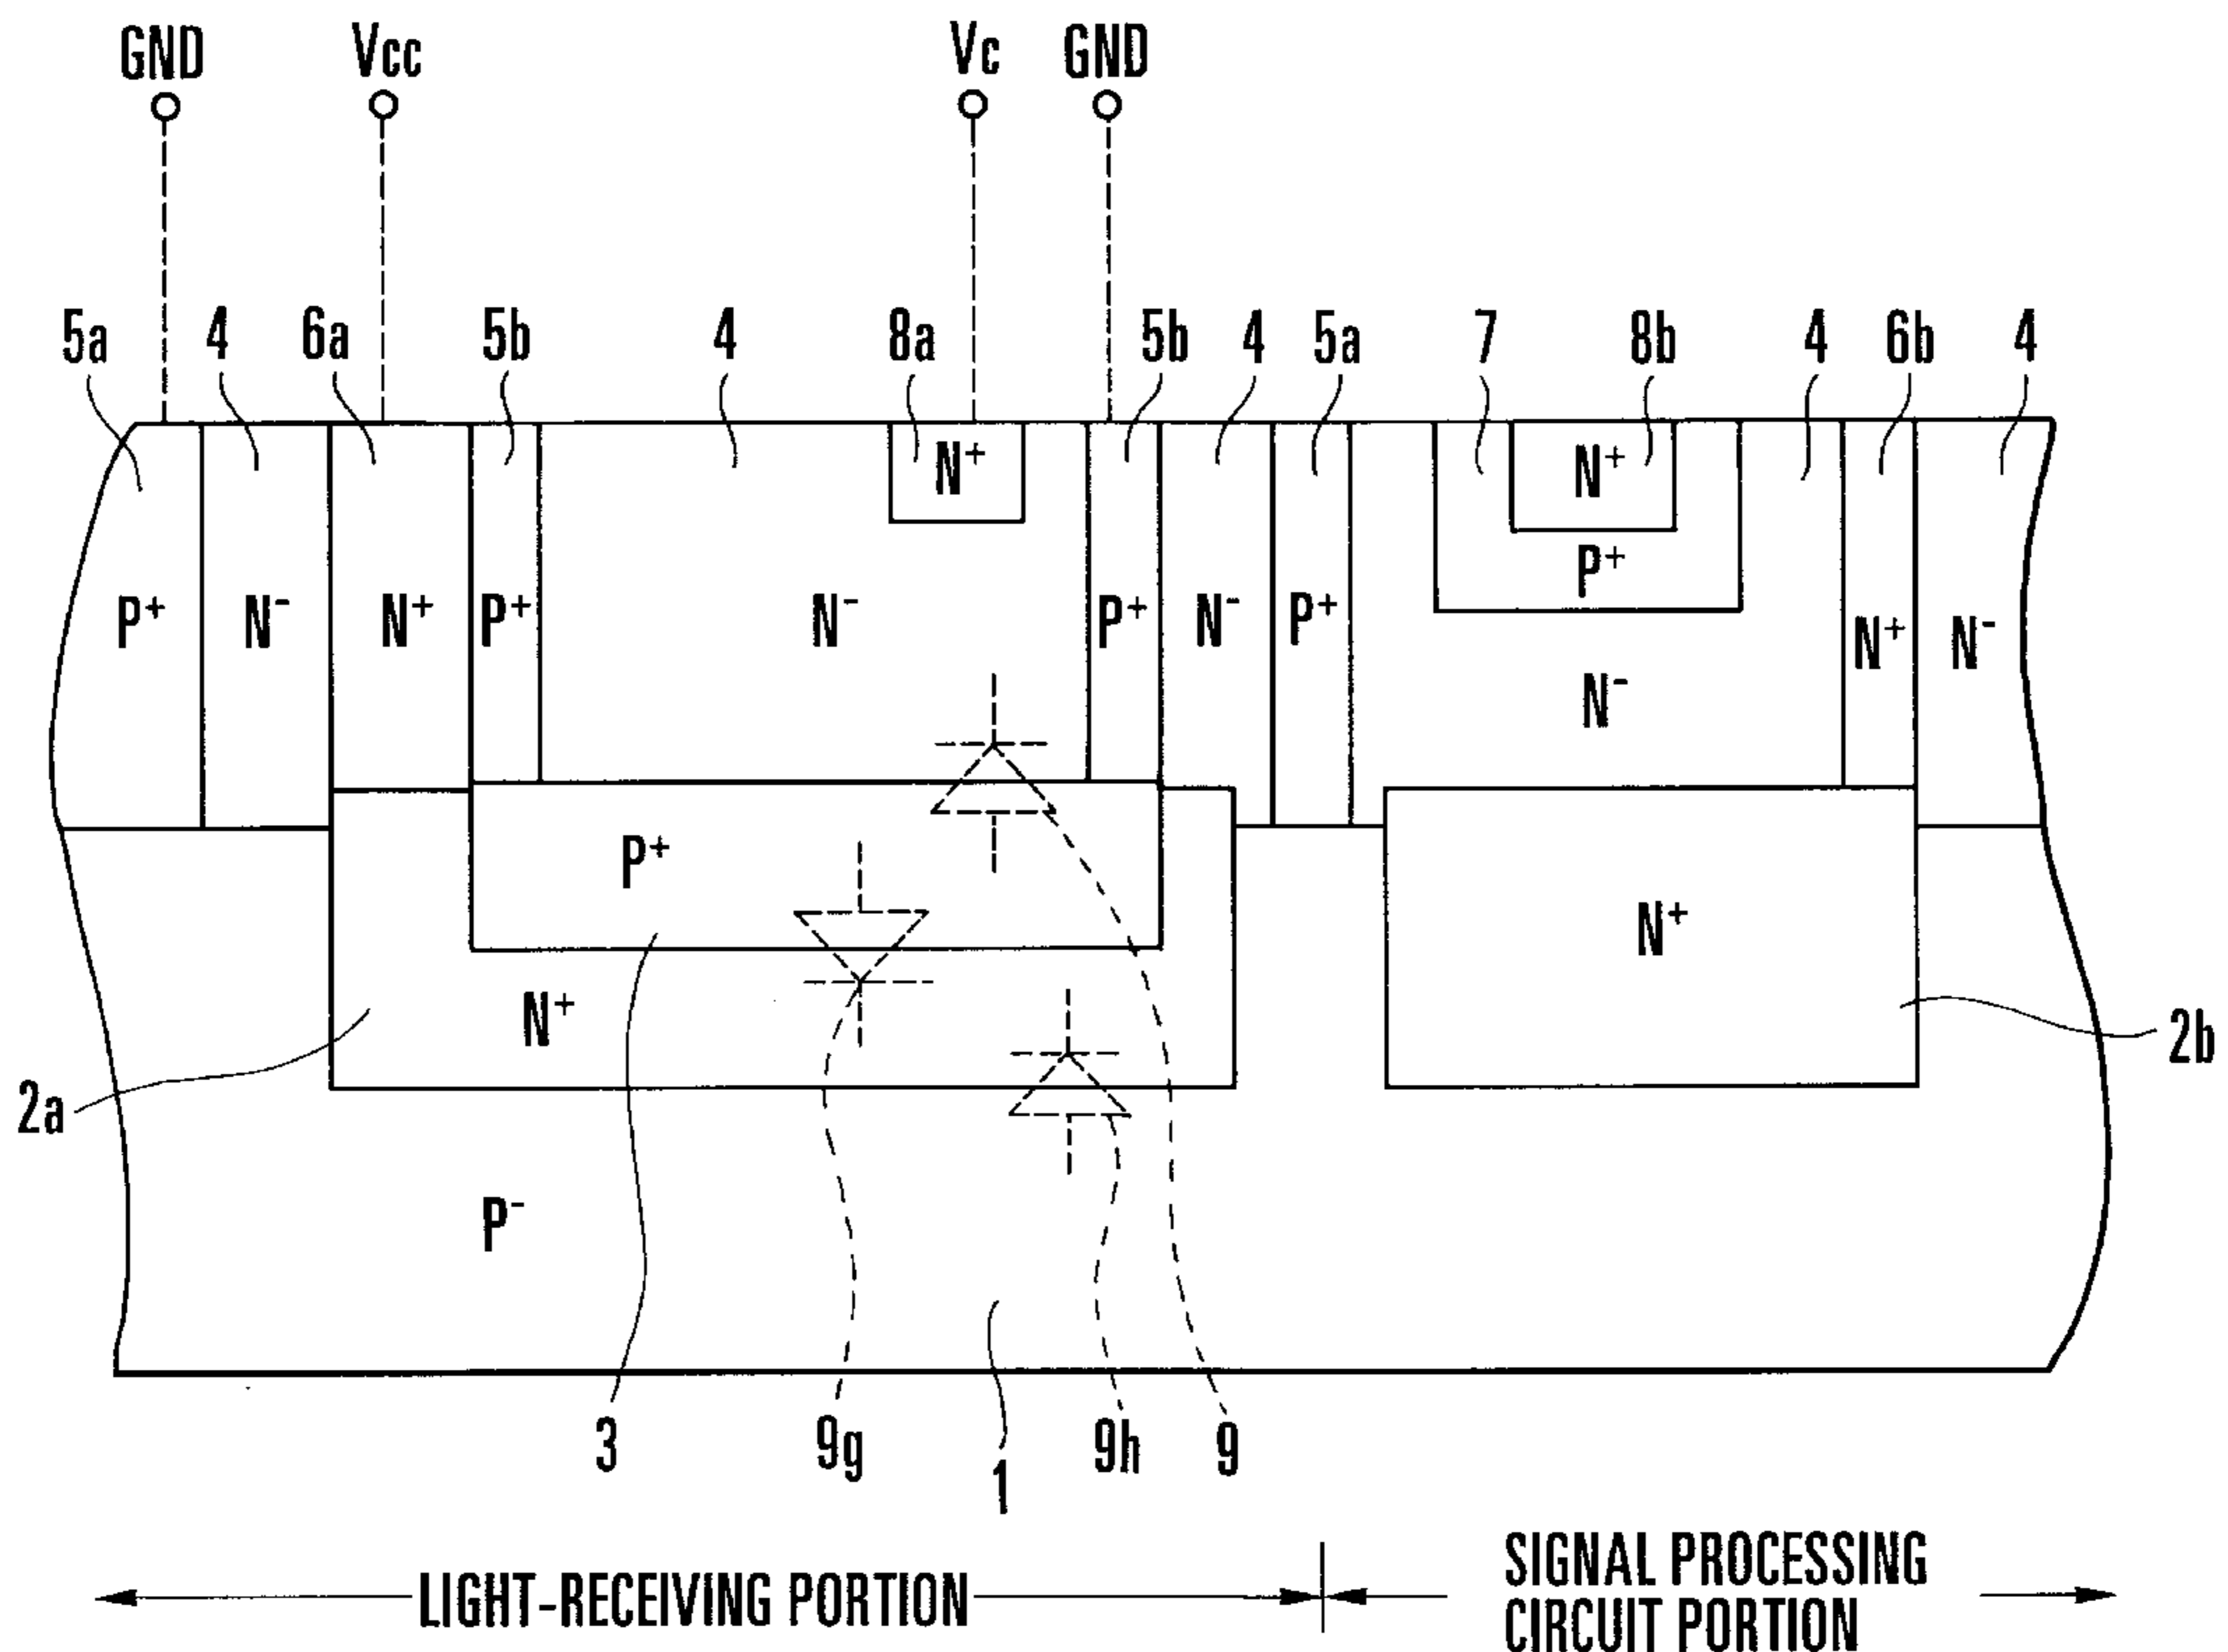 GND Vcc Vc GND
5a 4 6a 5b 4 8a 5b 4 5a 7 8b 4 6b 4
N+ N+
P+
P+ N- N+ P+ N- P+ N- P+ N+ N-
N-
P+
N+
N+
2b
2a
P-
3 9g 9h 9
1
LIGHT-RECEIVING PORTION
SIGNAL PROCESSING
CIRCUIT PORTION